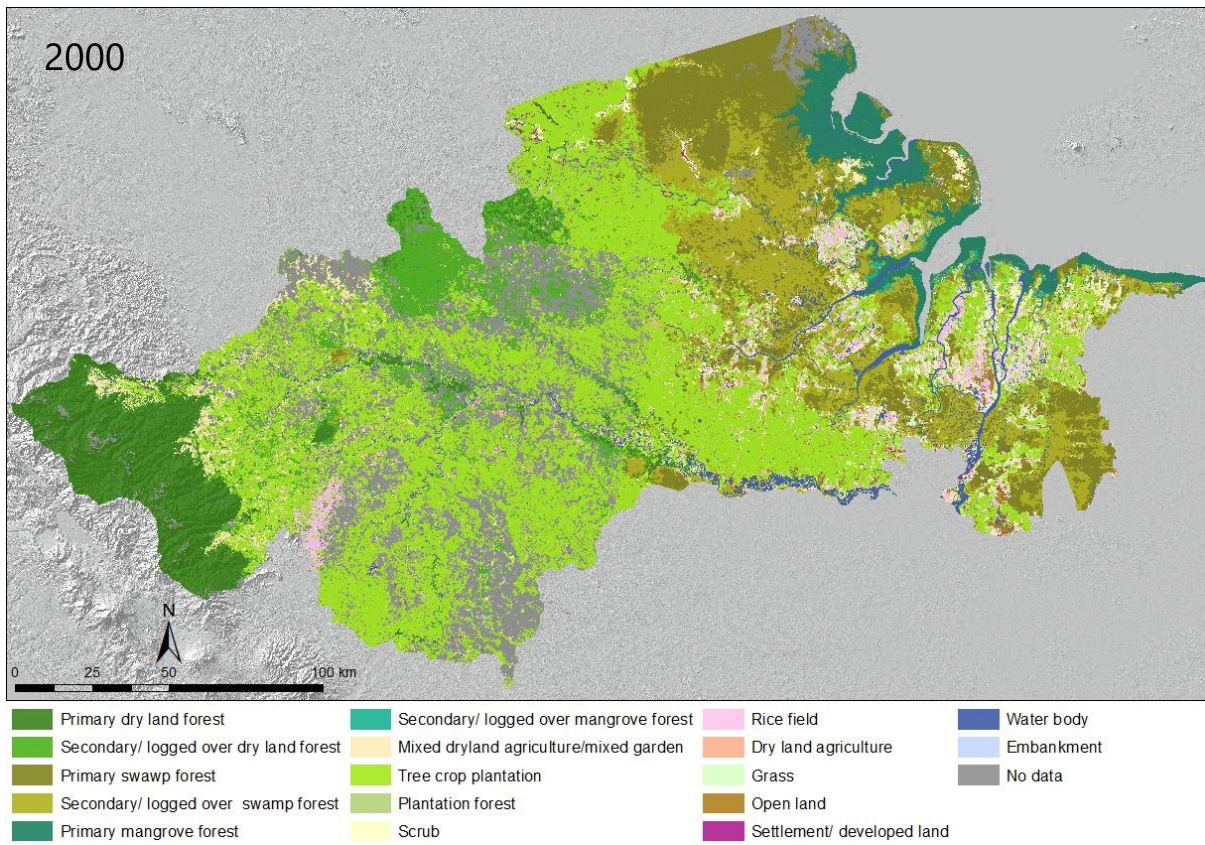 2000
N
0 25 50 100 km
Primary dry land forest
Secondary/ logged over dry land forest
Primary swawp forest
Secondary/ logged over swamp forest
Primary mangrove forest
Secondary/ logged over mangrove forest
Mixed dryland agriculture/mixed garden
Tree crop plantation
Plantation forest
Scrub
Rice field
Dry land agriculture
Grass
Open land
Settlement/ developed land
Water body
Embankment
No data